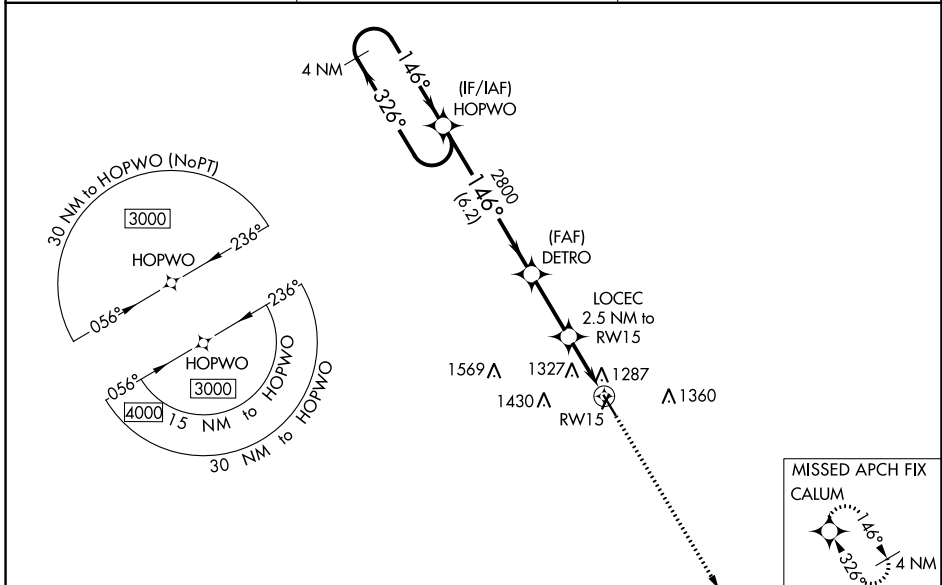 4 NM
146°
326°
(IF/IAF)
HOPWO
2800
146°
(6.2)
(FAF)
DETRO
LOCEC
2.5 NM to
RW15
1569
1327
1287
1430
1360
RW15
30 NM to HOPWO (NoPT)
3000
HOPWO
236°
056°
236°
HOPWO
056°
3000
4000
15 NM to HOPWO
30 NM to HOPWO
MISSED APCH FIX
CALUM
146°
326°
4 NM